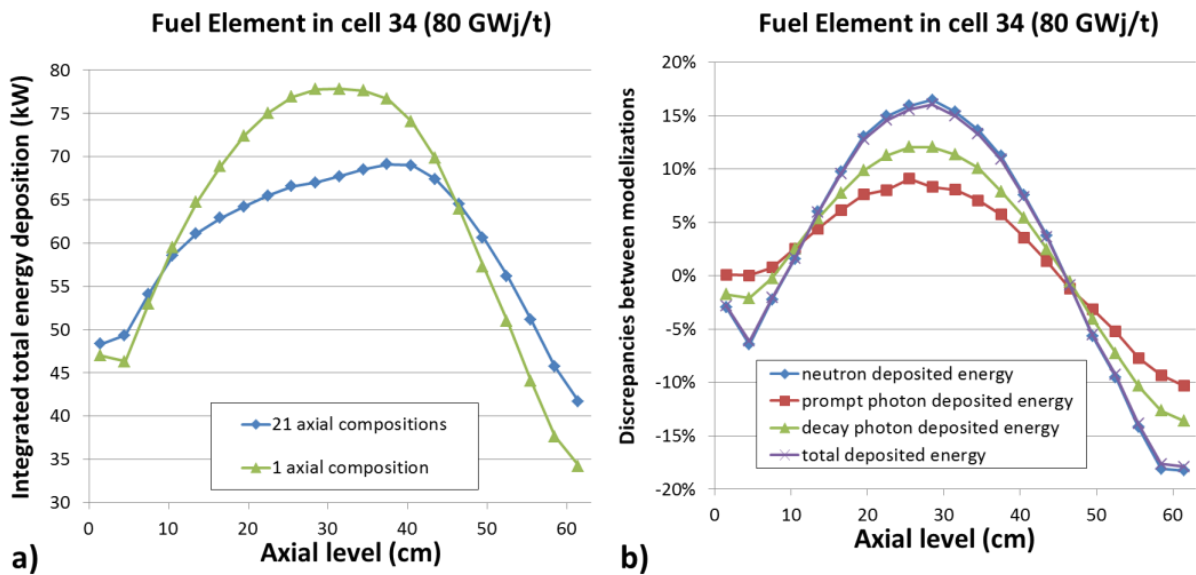 Fuel Element in cell 34 (80 GWj/t)
Integrated total energy deposition (kW)
80
75
70
65
60
55
50
45
40
35
30
21 axial compositions
1 axial composition
0 10 20 30 40 50 60
Axial level (cm)
a)
Fuel Element in cell 34 (80 GWj/t)
Discrepancies between modelizations
20%
15%
10%
5%
0%
-5%
-10%
-15%
-20%
neutron deposited energy
prompt photon deposited energy
decay photon deposited energy
total deposited energy
0 10 20 30 40 50 60
Axial level (cm)
b)